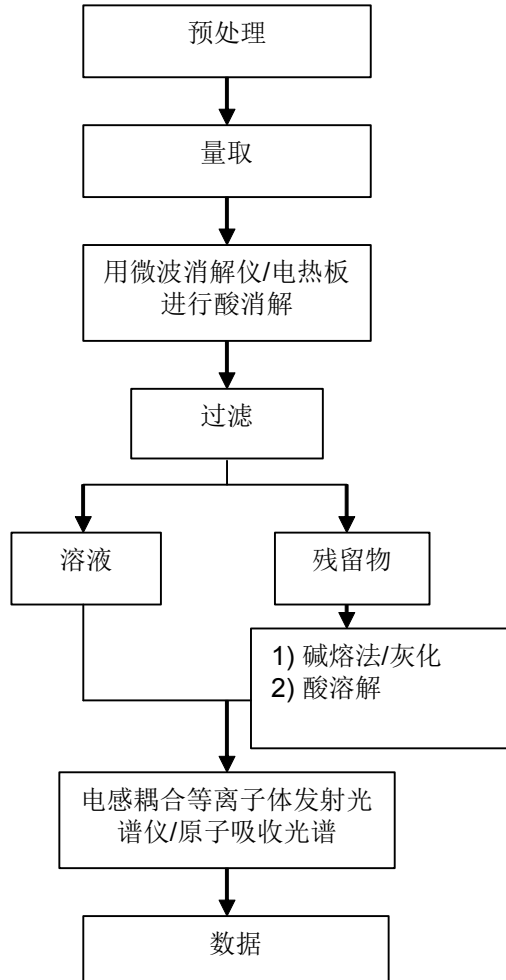 预处理
量取
用微波消解仪/电热板
进行酸消解
过滤
溶液
残留物
1) 碱熔法/灰化
2) 酸溶解
电感耦合等离子体发射光
谱仪/原子吸收光谱
数据